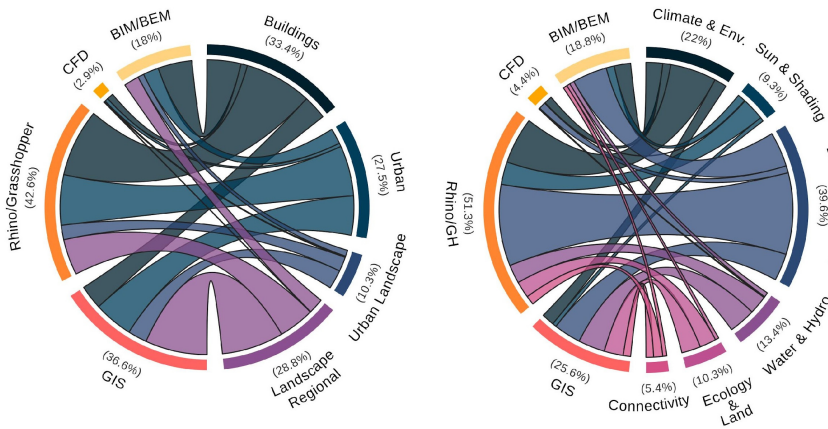 BIM/BEM
(18%)
Buildings
(33.4%)
CFD
(2.9%)
Urban
(27.5%)
Rhino/Grasshopper
(42.6%)
Urban Landscape
(10.3%)
GIS
(36.6%)
Landscape
Regional
(28.8%)
BIM/BEM
(18.8%)
Climate & Env.
(22%)
CFD
(4.4%)
Sun & Shading
(9.3%)
Rhino/GH
(51.3%)
(39.6%)
Water & Hydro
(13.4%)
GIS
(25.6%)
Connectivity
(5.4%)
Ecology
&
Land
(10.3%)